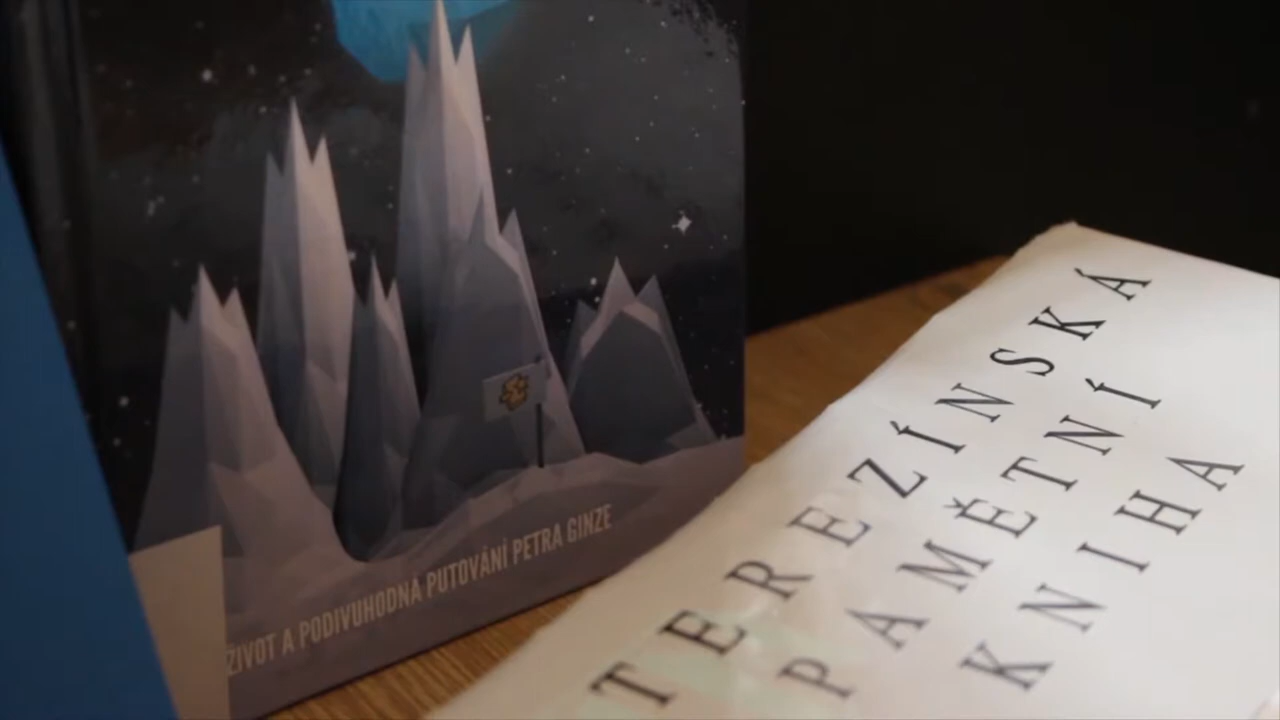 ŽIVOT A PODIVUHODNÁ PUTOVÁNÍ PETRA GINZE
TEREZÍNSKÁ
PAMĚTNÍ
KNIHA